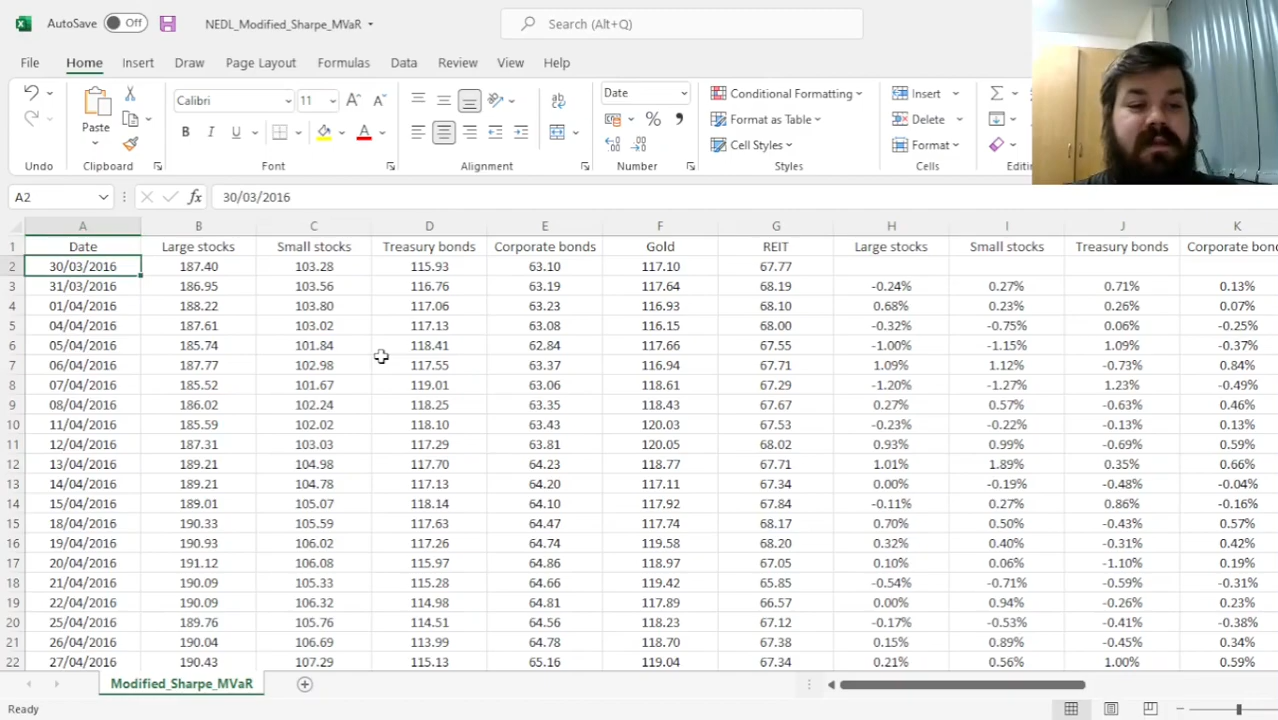 AutoSave Off NEDL_Modified_Sharpe_MVaR Search (Alt+Q)
File Home Insert Draw Page Layout Formulas Data Review View Help
Calibri 11 Date Conditional Formatting Insert
Paste Format as Table Delete
B I U A Cell Styles Format
Undo Clipboard Font Alignment Number Styles Cells
A2 fx 30/03/2016
A B C D E F G H I J K
1 Date Large stocks Small stocks Treasury bonds Corporate bonds Gold REIT Large stocks Small stocks Treasury bonds Corporate
2 30/03/2016 187.40 103.28 115.93 63.10 117.10 67.77
3 31/03/2016 186.95 103.56 116.76 63.19 117.64 68.19 -0.24% 0.27% 0.71% 0.13%
4 01/04/2016 188.22 103.80 117.06 63.23 116.93 68.10 0.68% 0.23% 0.26% 0.07%
5 04/04/2016 187.61 103.02 117.13 63.08 116.15 68.00 -0.32% -0.75% 0.06% -0.25%
6 05/04/2016 185.74 101.84 118.41 62.84 117.66 67.55 -1.00% -1.15% 1.09% -0.37%
7 06/04/2016 187.77 102.98 117.55 63.37 116.94 67.71 1.09% 1.12% -0.73% 0.84%
8 07/04/2016 185.52 101.67 119.01 63.06 118.61 67.29 -1.20% -1.27% 1.23% -0.49%
9 08/04/2016 186.02 102.24 118.25 63.35 118.43 67.67 0.27% 0.57% -0.63% 0.46%
10 11/04/2016 185.59 102.02 118.10 63.43 120.03 67.53 -0.23% -0.22% -0.13% 0.13%
11 12/04/2016 187.31 103.03 117.29 63.81 120.05 68.02 0.93% 0.99% -0.69% 0.59%
12 13/04/2016 189.21 104.98 117.70 64.23 118.77 67.71 1.01% 1.89% 0.35% 0.66%
13 14/04/2016 189.21 104.78 117.13 64.20 117.11 67.34 0.00% -0.19% -0.48% -0.04%
14 15/04/2016 189.01 105.07 118.14 64.10 117.92 67.84 -0.11% 0.27% 0.86% -0.16%
15 18/04/2016 190.33 105.59 117.63 64.47 117.74 68.17 0.70% 0.50% -0.43% 0.57%
16 19/04/2016 190.93 106.02 117.26 64.74 119.58 68.20 0.32% 0.40% -0.31% 0.42%
17 20/04/2016 191.12 106.08 115.97 64.86 118.97 67.05 0.10% 0.06% -1.10% 0.19%
18 21/04/2016 190.09 105.33 115.28 64.66 119.42 65.85 -0.54% -0.71% -0.59% -0.31%
19 22/04/2016 190.09 106.32 114.98 64.81 117.89 66.57 0.00% 0.94% -0.26% 0.23%
20 25/04/2016 189.76 105.76 114.51 64.56 118.23 67.12 -0.17% -0.53% -0.41% -0.38%
21 26/04/2016 190.04 106.69 113.99 64.78 118.70 67.38 0.15% 0.89% -0.45% 0.34%
22 27/04/2016 190.43 107.29 115.13 65.16 119.04 67.34 0.21% 0.56% 1.00% 0.59%
Modified_Sharpe_MVaR
Ready